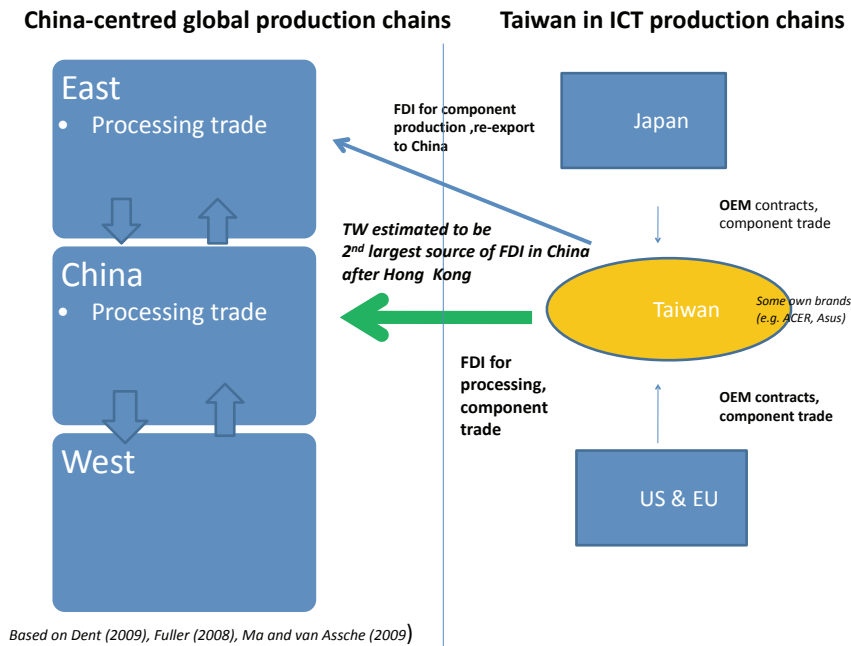 China-centred global production chains
Taiwan in ICT production chains
East
• Processing trade
China
• Processing trade
West
FDI for component
production ,re-export
to China
TW estimated to be
2nd largest source of FDI in China
after Hong Kong
FDI for
processing,
component
trade
Japan
OEM contracts,
component trade
Taiwan
Some own brands
(e.g. ACER, Asus)
OEM contracts,
component trade
US & EU
Based on Dent (2009), Fuller (2008), Ma and van Assche (2009)